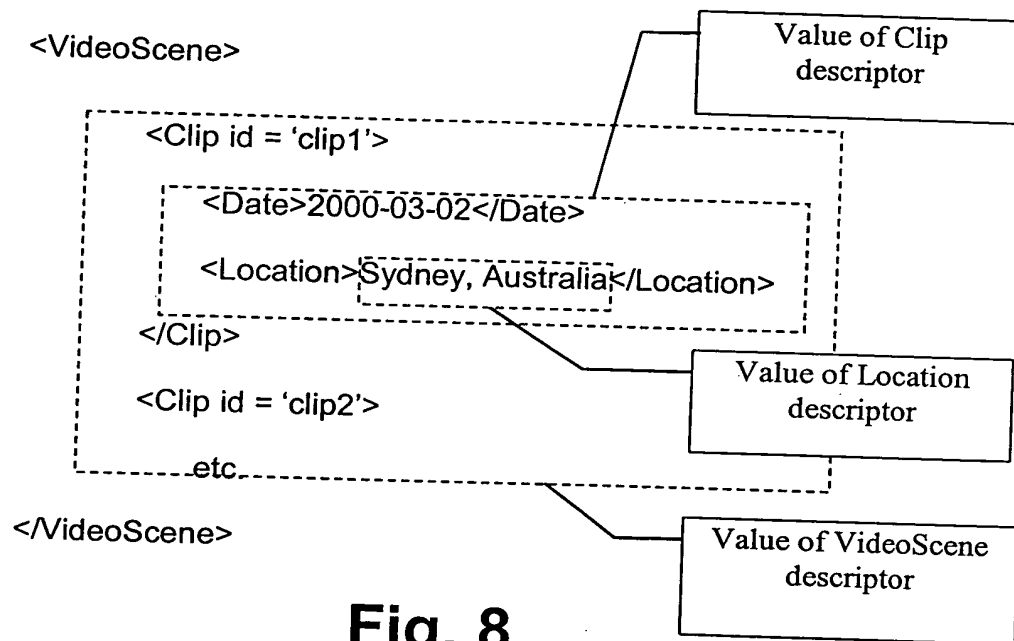 <VideoScene>
Value of Clip
descriptor
<Clip id = ‘clip1’>
<Date>2000-03-02</Date>
<Location>Sydney, Australia</Location>
</Clip>
Value of Location
descriptor
<Clip id = ‘clip2’>
etc.
</VideoScene>
Value of VideoScene
descriptor
Fig. 8